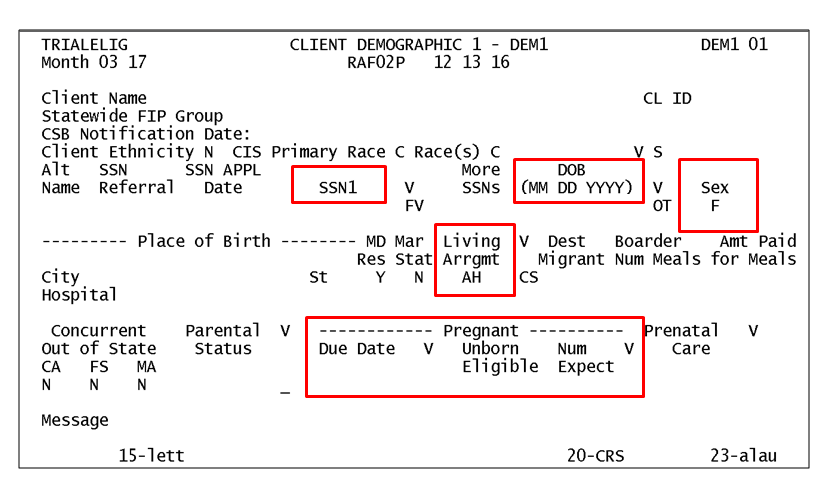 TRIALELIG CLIENT DEMOGRAPHIC 1 - DEM1 DEM1 01
Month 03 17 RAF02P 12 13 16
Client Name CL ID
Statewide FIP Group
CSB Notification Date:
Client Ethnicity N CIS Primary Race C Race(s) C V S
Alt SSN SSN APPL More DOB
Name Referral Date SSN1 V SSNs (MM DD YYYY) V Sex
FV OT F
--------- Place of Birth -------- MD Mar Living V Dest Boarder Amt Paid
Res Stat Arrgmt Migrant Num Meals for Meals
City St Y N AH CS
Hospital
Concurrent Parental V ------------ Pregnant ---------- Prenatal V
Out of State Status Due Date V Unborn Num V Care
CA FS MA Eligible Expect
N N N _
Message
15-lett 20-CRS 23-alau